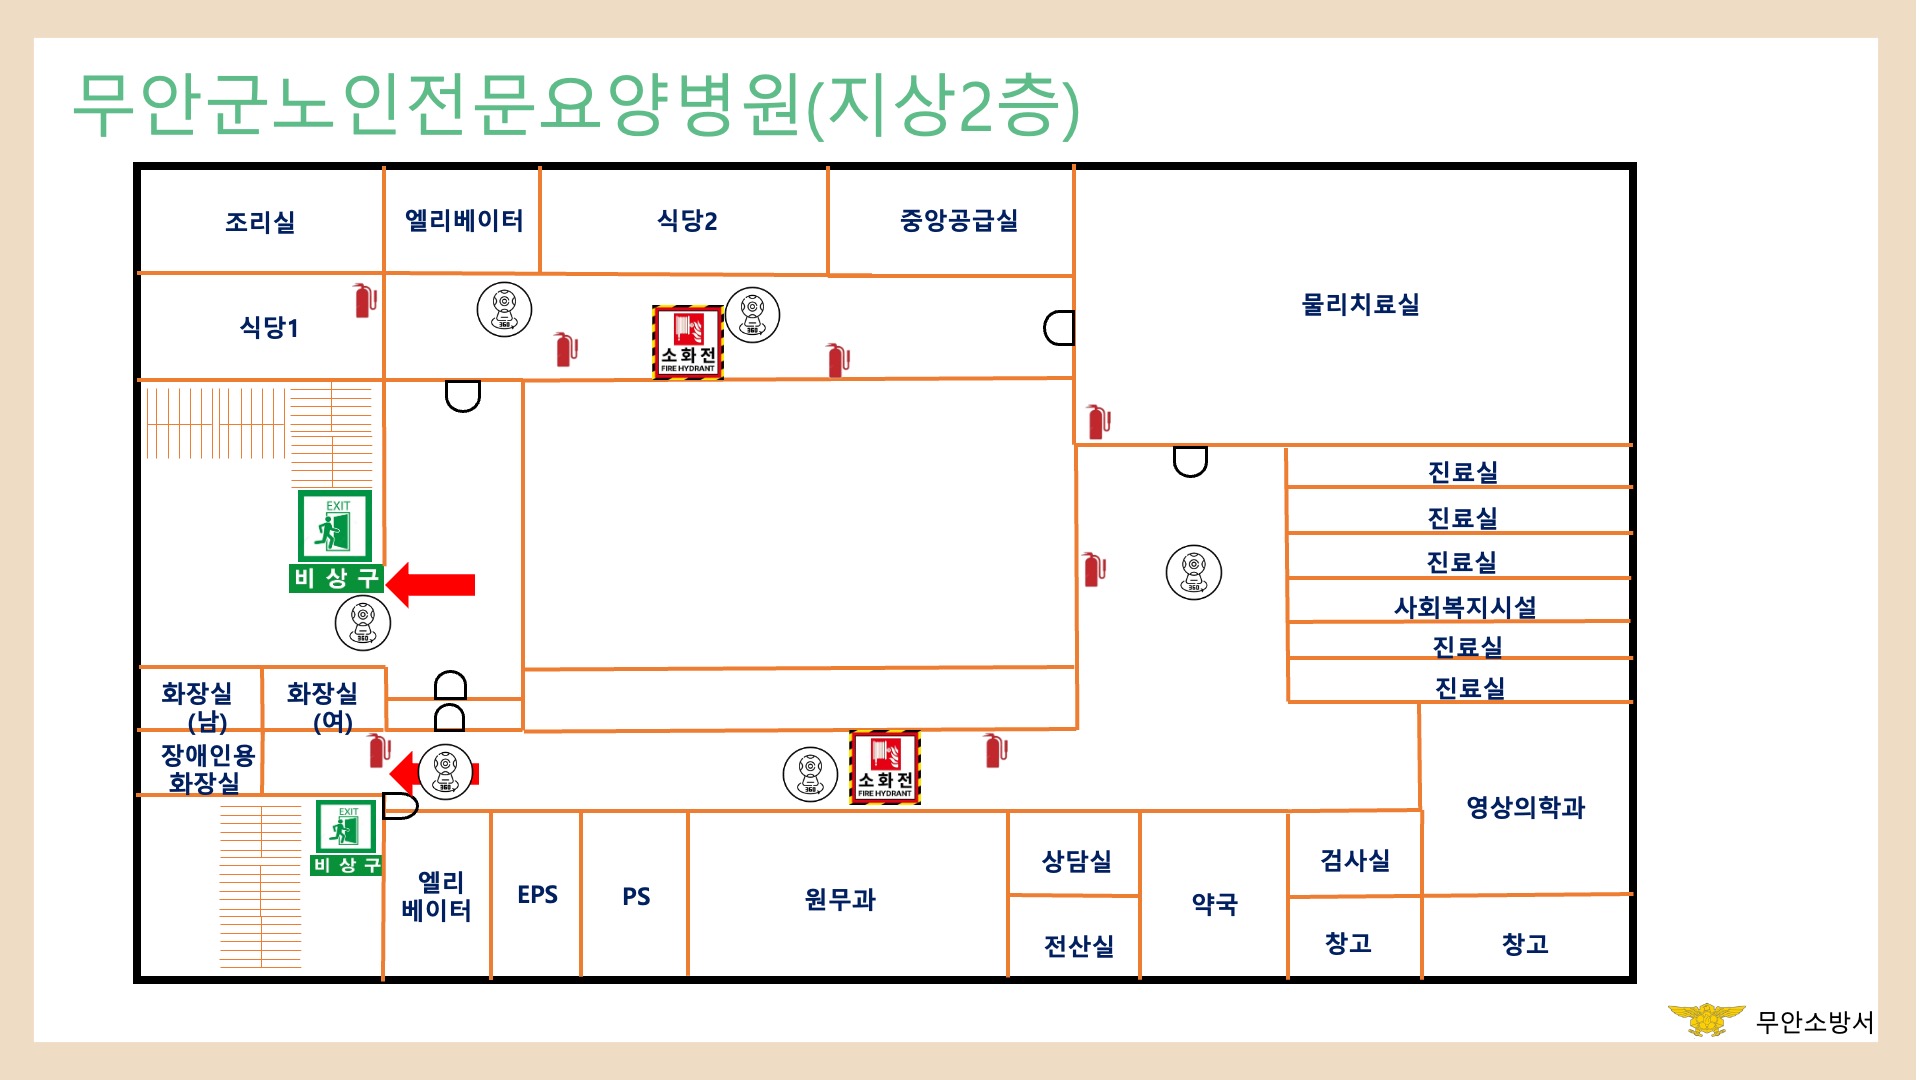 무안군노인전문요양병원(지상2층)
조리실
엘리베이터
식당2
중앙공급실
물리치료실
식당1
360
360
소화전
FIRE HYDRANT
진료실
진료실
진료실
사회복지시설
진료실
진료실
EXIT
비상구
360
360
화장실
(남)
화장실
(여)
장애인용
화장실
360
360
소화전
FIRE HYDRANT
EXIT
비상구
엘리
베이터
EPS
PS
원무과
상담실
전산실
약국
검사실
창고
영상의학과
창고
무안소방서